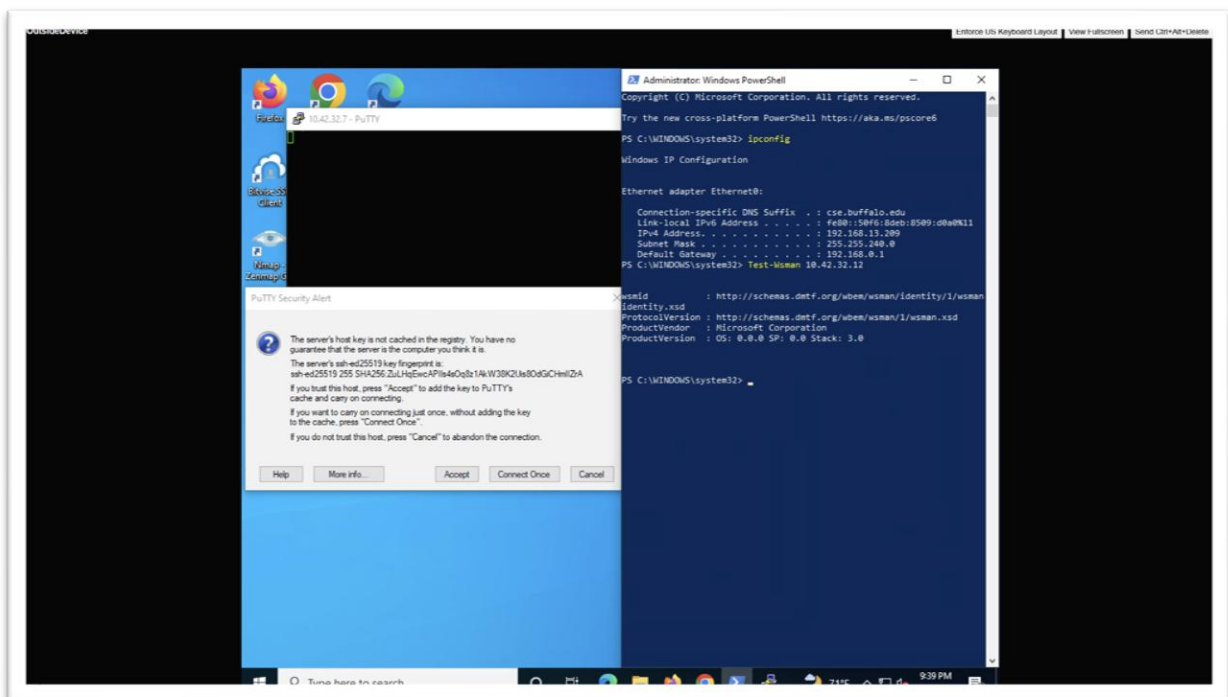 OutsideDevice
Enforce US Keyboard Layout View Fullscreen Send Ctrl+Alt+Delete
Firefox
10.42.32.7 - PuTTY
Bitvise SS
Client
Nmap -
Zenmap G
PuTTY Security Alert
The server's host key is not cached in the registry. You have no
guarantee that the server is the computer you think it is.
The server's ssh-ed25519 key fingerprint is:
If you trust this host, press "Accept" to add the key to PuTTY's
cache and carry on connecting.
If you want to carry on connecting just once, without adding the key
to the cache, press "Connect Once".
If you do not trust this host, press "Cancel" to abandon the connection.
Help More info... Accept Connect Once Cancel
Administrator: Windows PowerShell
Copyright (C) Microsoft Corporation. All rights reserved.
Try the new cross-platform PowerShell https://aka.ms/pscore6
PS C:\WINDOWS\system32> ipconfig
Windows IP Configuration
Ethernet adapter Ethernet0:
Connection-specific DNS Suffix . : cse.buffalo.edu
Link-local IPv6 Address . . . . . : fe80::50f6:8deb:8509:d0a0%11
IPv4 Address. . . . . . . . . . . : 192.168.13.209
Subnet Mask . . . . . . . . . . . : 255.255.240.0
Default Gateway . . . . . . . . . : 192.168.0.1
PS C:\WINDOWS\system32> Test-Wsman 10.42.32.12
wsmid : http://schemas.dmtf.org/wbem/wsman/identity/1/wsman
identity.xsd
ProtocolVersion : http://schemas.dmtf.org/wbem/wsman/1/wsman.xsd
ProductVendor : Microsoft Corporation
ProductVersion : OS: 0.0.0 SP: 0.0 Stack: 3.0
PS C:\WINDOWS\system32>
Type here to search
71°F
9:39 PM